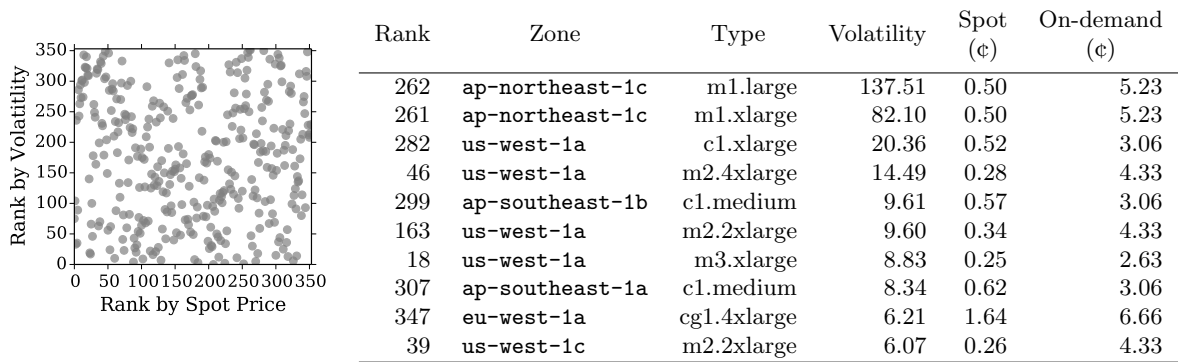 Rank by Volatitlity
350
300
250
200
150
100
50
0
0 50 100 150 200 250 300 350
Rank by Spot Price
Rank Zone Type Volatility Spot (¢) On-demand (¢)
262 ap-northeast-1c m1.large 137.51 0.50 5.23
261 ap-northeast-1c m1.xlarge 82.10 0.50 5.23
282 us-west-1a c1.xlarge 20.36 0.52 3.06
46 us-west-1a m2.4xlarge 14.49 0.28 4.33
299 ap-southeast-1b c1.medium 9.61 0.57 3.06
163 us-west-1a m2.2xlarge 9.60 0.34 4.33
18 us-west-1a m3.xlarge 8.83 0.25 2.63
307 ap-southeast-1a c1.medium 8.34 0.62 3.06
347 eu-west-1a cg1.4xlarge 6.21 1.64 6.66
39 us-west-1c m2.2xlarge 6.07 0.26 4.33